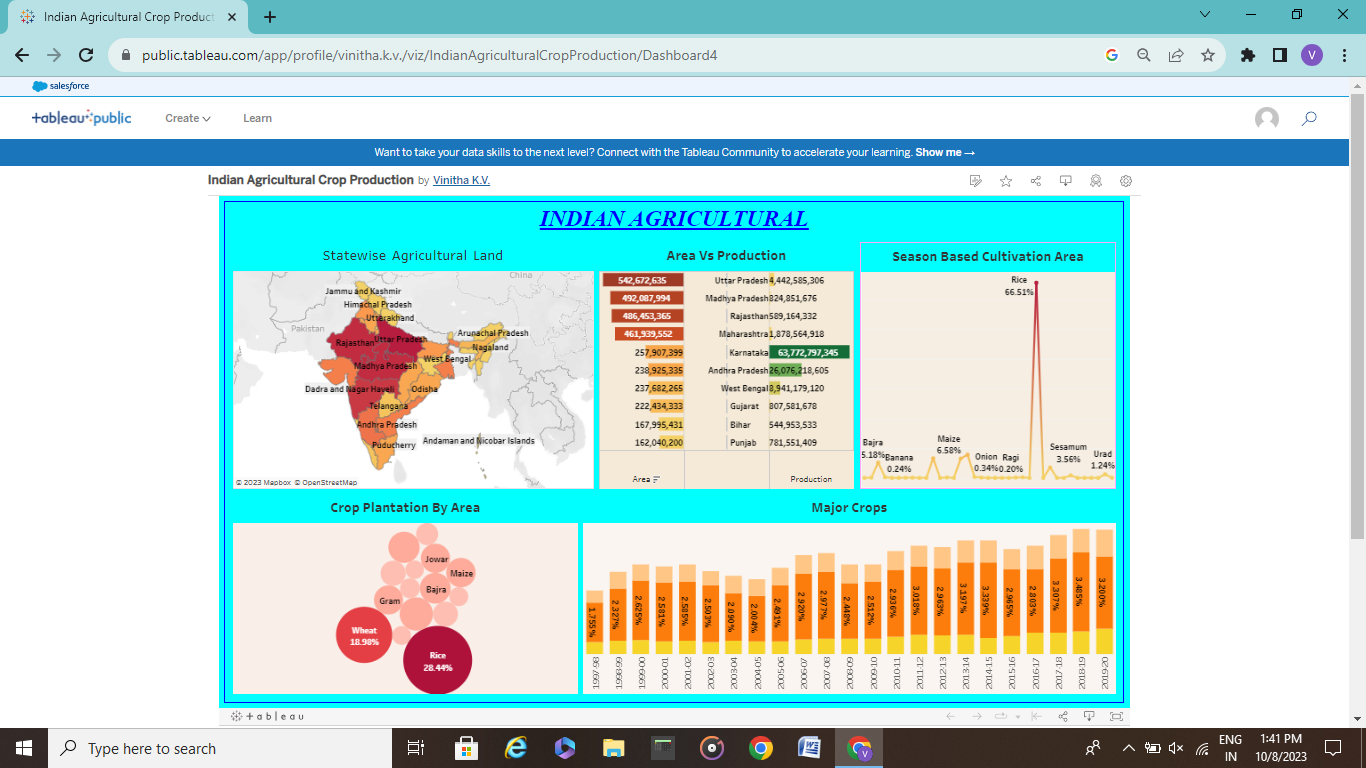 Indian Agricultural Crop Product
public.tableau.com/app/profile/vinitha.k.v./viz/IndianAgriculturalCropProduction/Dashboard4
G
V
salesforce
+ableau public
Create
Learn
Want to take your data skills to the next level? Connect with the Tableau Community to accelerate your learning. Show me →
Indian Agricultural Crop Production by Vinitha K.V.
INDIAN AGRICULTURAL
Statewise Agricultural Land
China
Jammu and Kashmir
Himachal Pradesh
Uttarakhand
Pakistan
Arunachal Pradesh
Uttar Pradesh
Rajasthan
Nagaland
West Bengal
Madhya Pradesh
Dadra and Nagar Haveli
Odisha
Telangana
Andhra Pradesh
Andaman and Nicobar Islands
Puducherry
© 2023 Mapbox © OpenStreetMap
Area Vs Production
542,672,635 Uttar Pradesh 4,442,585,306
492,087,994 Madhya Pradesh 824,851,676
486,453,365 Rajasthan 589,164,332
461,939,552 Maharashtra 1,878,564,918
257,907,399 Karnataka 63,772,797,345
238,925,335 Andhra Pradesh 26,076,218,605
237,682,265 West Bengal 8,941,179,120
222,434,333 Gujarat 807,581,678
167,995,431 Bihar 544,953,533
162,040,200 Punjab 781,551,409
Area Production
Season Based Cultivation Area
Rice
66.51%
Bajra
5.18%
Banana
0.24%
Maize
6.58%
Onion
0.34%
Ragi
0.20%
Sesamum
3.56%
Urad
1.24%
Crop Plantation By Area
Jowar
Maize
Bajra
Gram
Wheat
18.98%
Rice
28.44%
Major Crops
1.755%
2.327%
2.625%
2.581%
2.585%
2.503%
2.090%
2.004%
2.491%
2.920%
2.977%
2.448%
2.512%
2.936%
3.018%
2.963%
3.197%
3.339%
2.965%
2.803%
3.307%
3.485%
3.200%
1997-98
1998-99
1999-00
2000-01
2001-02
2002-03
2003-04
2004-05
2005-06
2006-07
2007-08
2008-09
2009-10
2010-11
2011-12
2012-13
2013-14
2014-15
2015-16
2016-17
2017-18
2018-19
2019-20
+ableau
Type here to search
V
ENG
IN
1:41 PM
10/8/2023